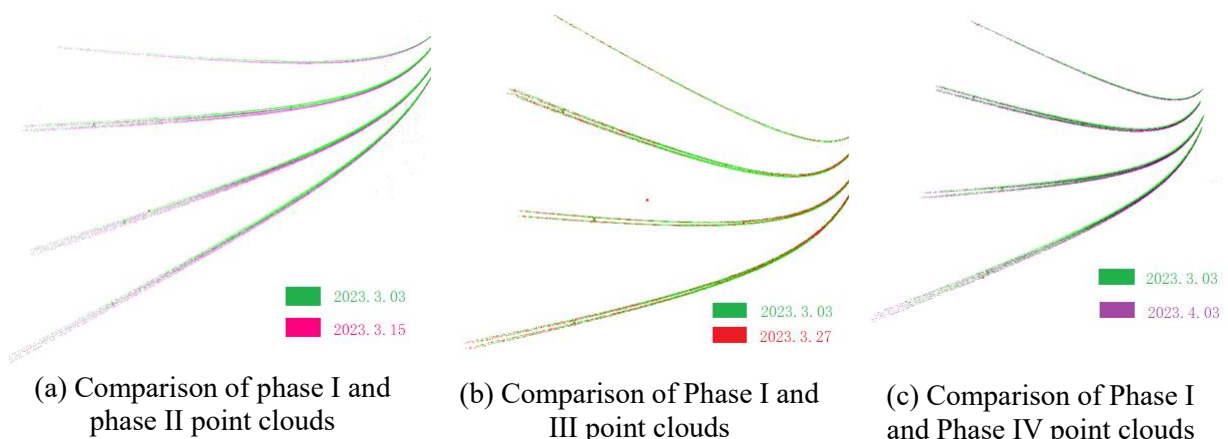 2023.3.03
2023.3.15
(a) Comparison of phase I and
phase II point clouds
2023.3.03
2023.3.27
(b) Comparison of Phase I and
III point clouds
2023.3.03
2023.4.03
(c) Comparison of Phase I
and Phase IV point clouds